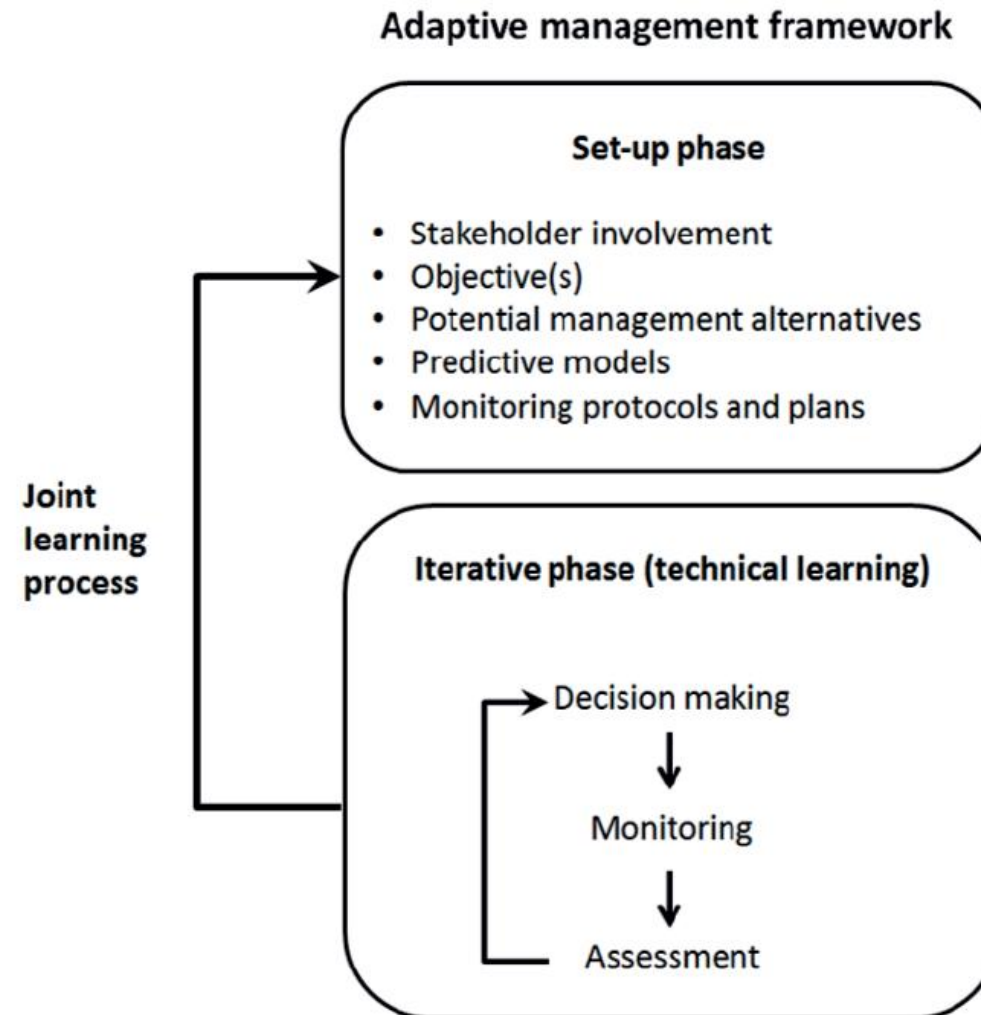 Adaptive management framework
Set-up phase
• Stakeholder involvement
• Objective(s)
• Potential management alternatives
• Predictive models
• Monitoring protocols and plans
Joint
learning
process
Iterative phase (technical learning)
Decision making
Monitoring
Assessment